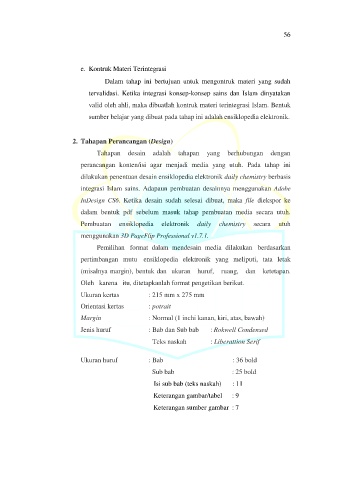 56
e. Kontruk Materi Terintegrasi
Dalam tahap ini bertujuan untuk mengontruk materi yang sudah
tervalidasi. Ketika integrasi konsep-konsep sains dan Islam dinyatakan
valid oleh ahli, maka dibuatlah kontruk materi terintegrasi Islam. Bentuk
sumber belajar yang dibuat pada tahap ini adalah ensiklopedia elektronik.
2. Tahapan Perancangan (Design)
Tahapan desain adalah tahapan yang berhubungan dengan
perancangan konten/isi agar menjadi media yang utuh. Pada tahap ini
dilakukan penentuan desain ensiklopedia elektronik daily chemistry berbasis
integrasi Islam sains. Adapaun pembuatan desainnya menggunakan Adobe
InDesign CS6. Ketika desain sudah selesai dibuat, maka file diekspor ke
dalam bentuk pdf sebelum masuk tahap pembuatan media secara utuh.
Pembuatan ensiklopedia elektronik daily chemistry secara utuh
menggunakan 3D PageFlip Professional v1.7.1.
Pemilihan format dalam mendesain media dilakukan berdasarkan
pertimbangan mutu ensiklopedia elektronik yang meliputi, tata letak
(misalnya margin), bentuk dan ukuran huruf, ruang, dan ketetapan.
Oleh karena itu, ditetapkanlah format pengetikan berikut.
Ukuran kertas : 215 mm x 275 mm
Orientasi kertas : potrait
Margin : Normal (1 inchi kanan, kiri, atas, bawah)
Jenis huruf : Bab dan Sub bab : Rokwell Condensed
Teks naskah : Liberattion Serif
Ukuran huruf : Bab : 36 bold
Sub bab : 25 bold
Isi sub bab (teks naskah) : 11
Keterangan gambar/tabel : 9
Keterangan sumber gambar : 7